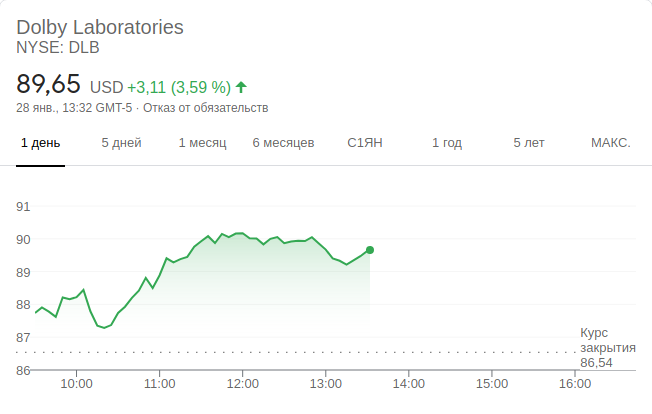 Dolby Laboratories
NYSE: DLB
89,65 USD +3,11 (3,59 %)
28 янв., 13:32 GMT-5 · Отказ от обязательств
1 день 5 дней 1 месяц 6 месяцев С1ЯН 1 год 5 лет МАКС.
91
90
89
88
87
Курс
закрытия
86,54
86
10:00 11:00 12:00 13:00 14:00 15:00 16:00